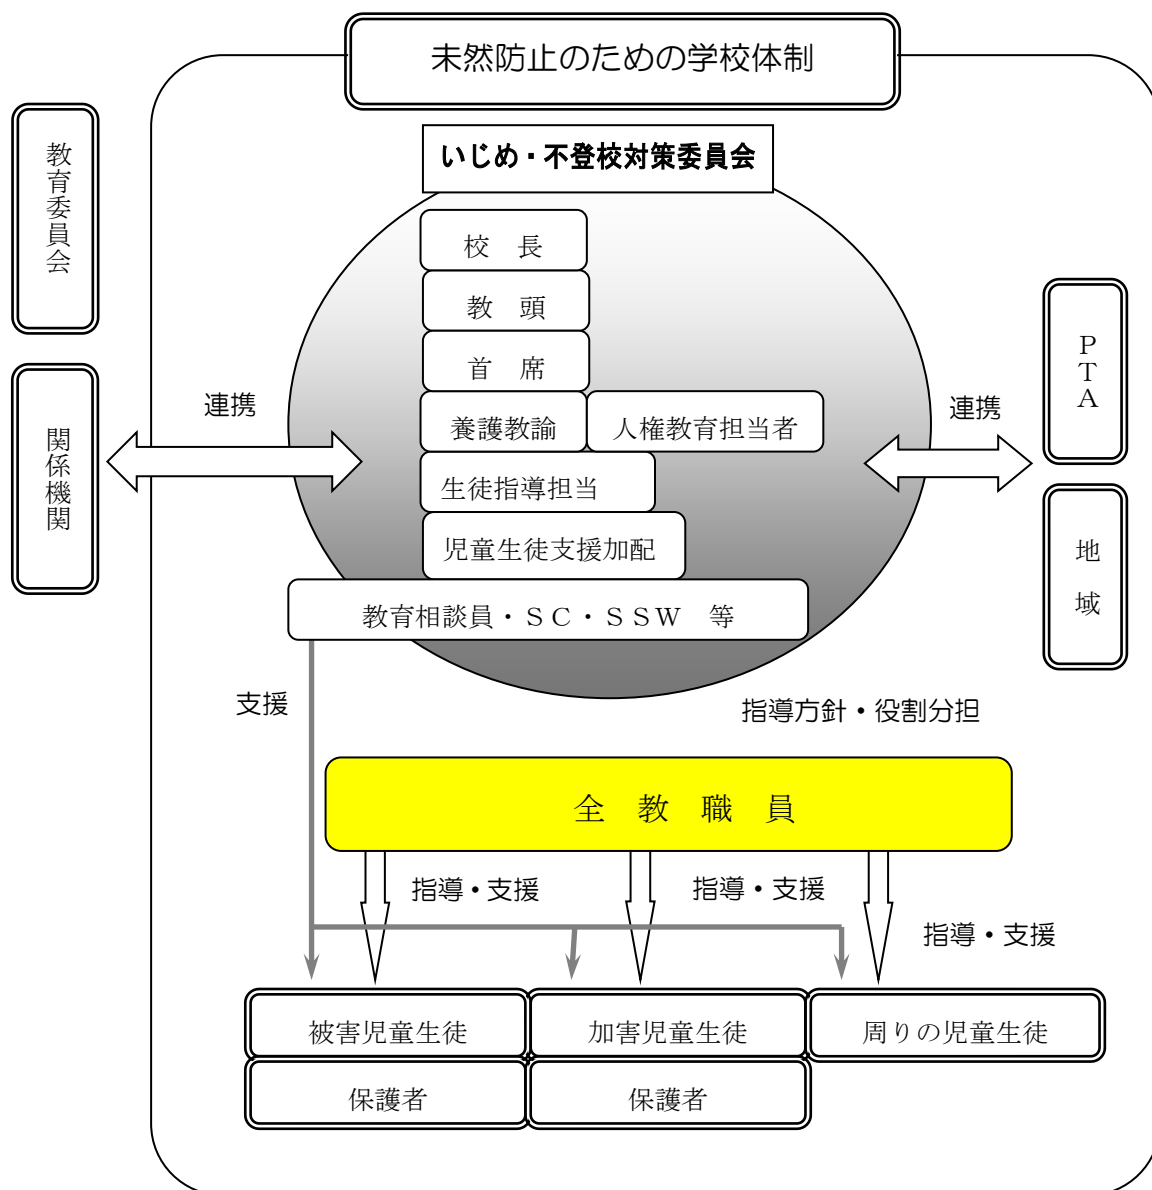 未然防止のための学校体制
いじめ・不登校対策委員会
教育委員会
関係機関
連携
校　長
教　頭
首　席
養護教諭
人権教育担当者
生徒指導担当
児童生徒支援加配
教育相談員・ＳＣ・ＳＳＷ　等
連携
ＰＴＡ
地　域
支援
指導方針・役割分担
全　教　職　員
指導・支援
指導・支援
指導・支援
被害児童生徒
加害児童生徒
周りの児童生徒
保護者
保護者